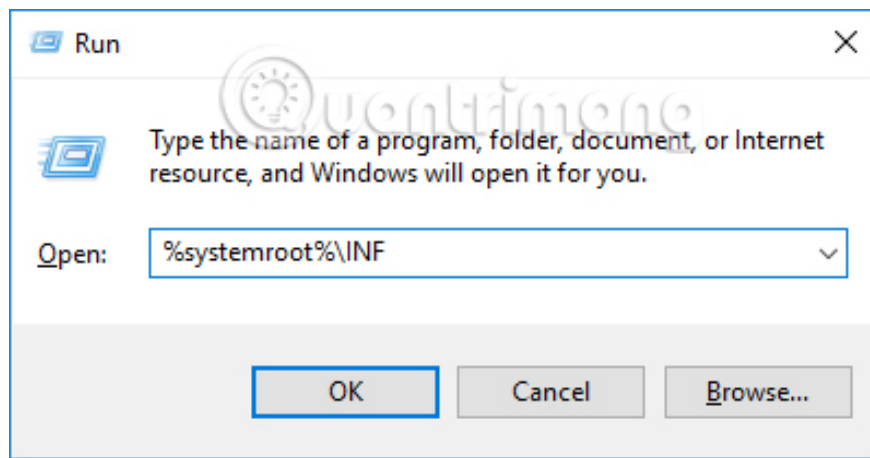 Run
Quantrimang
Type the name of a program, folder, document, or Internet
resource, and Windows will open it for you.
Open: %systemroot%\INF
OK Cancel Browse...